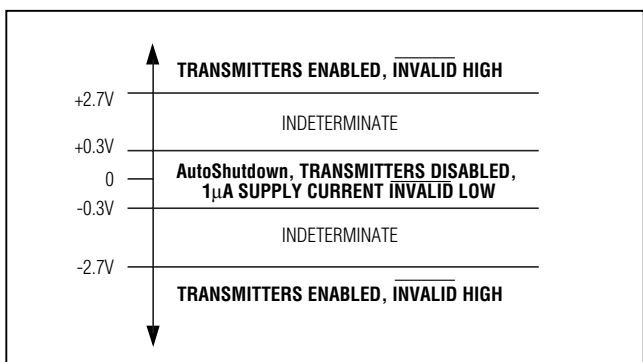 TRANSMITTERS ENABLED, INVALID HIGH
+2.7V
INDETERMINATE
+0.3V
AutoShutdown, TRANSMITTERS DISABLED,
0
1μA SUPPLY CURRENT INVALID LOW
-0.3V
INDETERMINATE
-2.7V
TRANSMITTERS ENABLED, INVALID HIGH